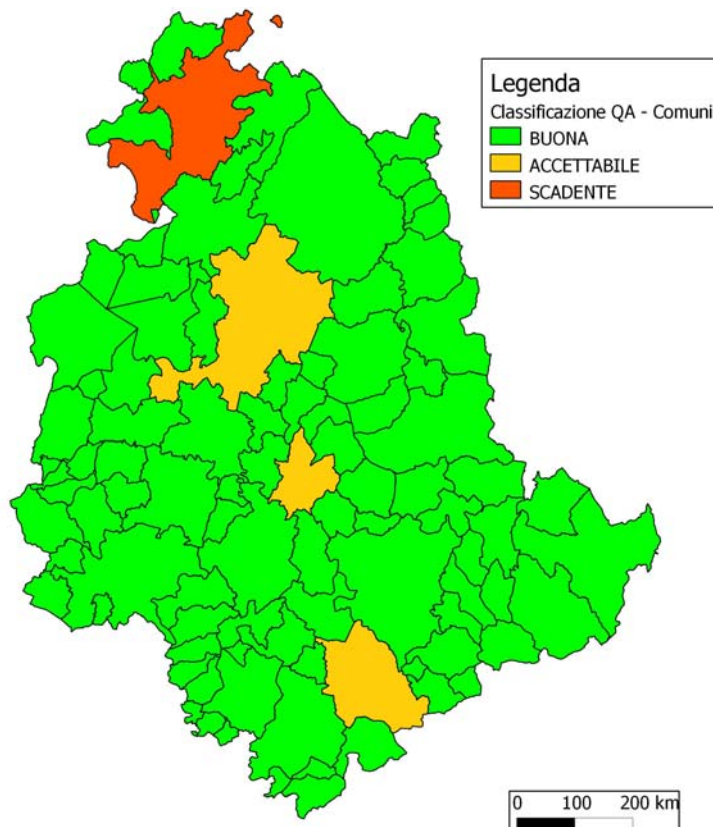 Legenda
Classificazione QA - Comuni
BUONA
ACCETTABILE
SCADENTE
0 100 200 km